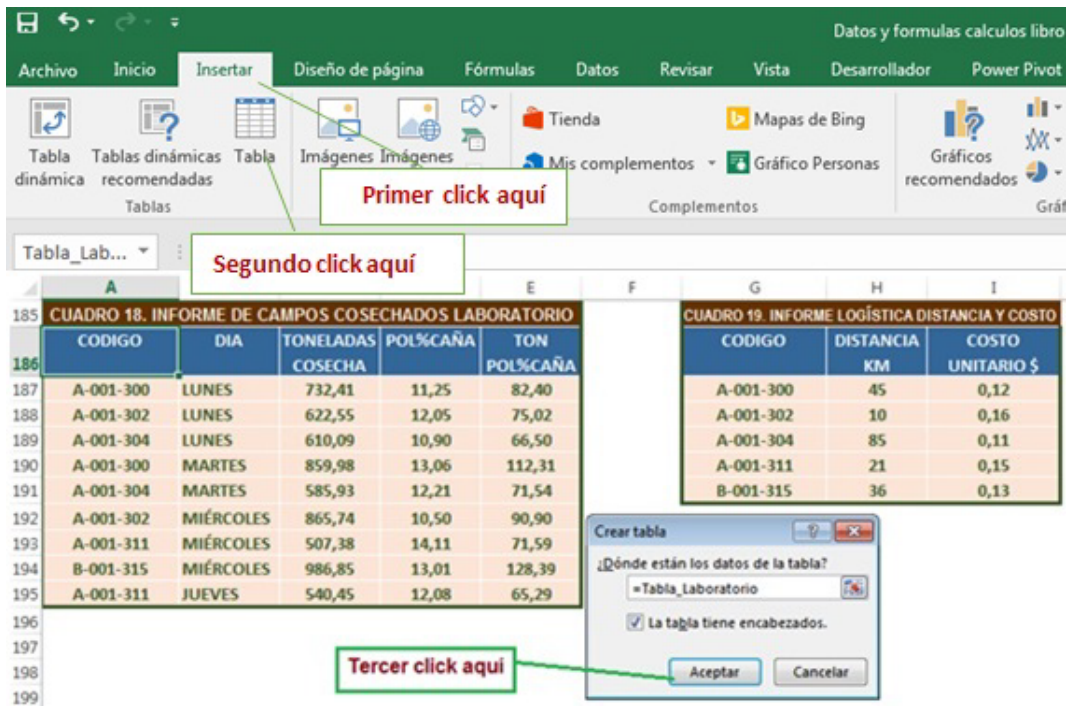 Datos y formulas calculos libro
Archivo Inicio Insertar Diseño de página Fórmulas Datos Revisar Vista Desarrollador Power Pivot
Tabla dinámica
Tablas dinámicas recomendadas
Tabla
Imágenes
Imágenes
Tienda
Mis complementos
Mapas de Bing
Gráfico Personas
Gráficos recomendados
Tablas
Complementos
Gráf
Primer click aquí
Segundo click aquí
Tabla_Lab...
A E F G H I
185 CUADRO 18. INFORME DE CAMPOS COSECHADOS LABORATORIO CUADRO 19. INFORME LOGÍSTICA DISTANCIA Y COSTO
CODIGO DIA TONELADAS POL%CAÑA TON CODIGO DISTANCIA COSTO
186 COSECHA POL%CAÑA KM UNITARIO $
187 A-001-300 LUNES 732,41 11,25 82,40 A-001-300 45 0,12
188 A-001-302 LUNES 622,55 12,05 75,02 A-001-302 10 0,16
189 A-001-304 LUNES 610,09 10,90 66,50 A-001-304 85 0,11
190 A-001-300 MARTES 859,98 13,06 112,31 A-001-311 21 0,15
191 A-001-304 MARTES 585,93 12,21 71,54 B-001-315 36 0,13
192 A-001-302 MIÉRCOLES 865,74 10,50 90,90
193 A-001-311 MIÉRCOLES 507,38 14,11 71,59
194 B-001-315 MIÉRCOLES 986,85 13,01 128,39
195 A-001-311 JUEVES 540,45 12,08 65,29
196
197
198
199
Crear tabla
¿Dónde están los datos de la tabla?
=Tabla_Laboratorio
La tabla tiene encabezados.
Aceptar Cancelar
Tercer click aquí